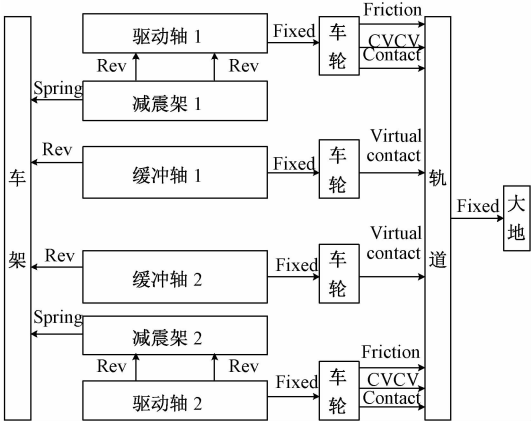 驱动轴 1
Fixed
车轮
Friction
CVCV
Contact
Rev
Rev
Spring
减震架 1
车架
Rev
缓冲轴 1
Fixed
车轮
Virtual
contact
轨道
Fixed
大地
Rev
缓冲轴 2
Fixed
车轮
Virtual
contact
Spring
减震架 2
Rev
Rev
驱动轴 2
Fixed
车轮
Friction
CVCV
Contact